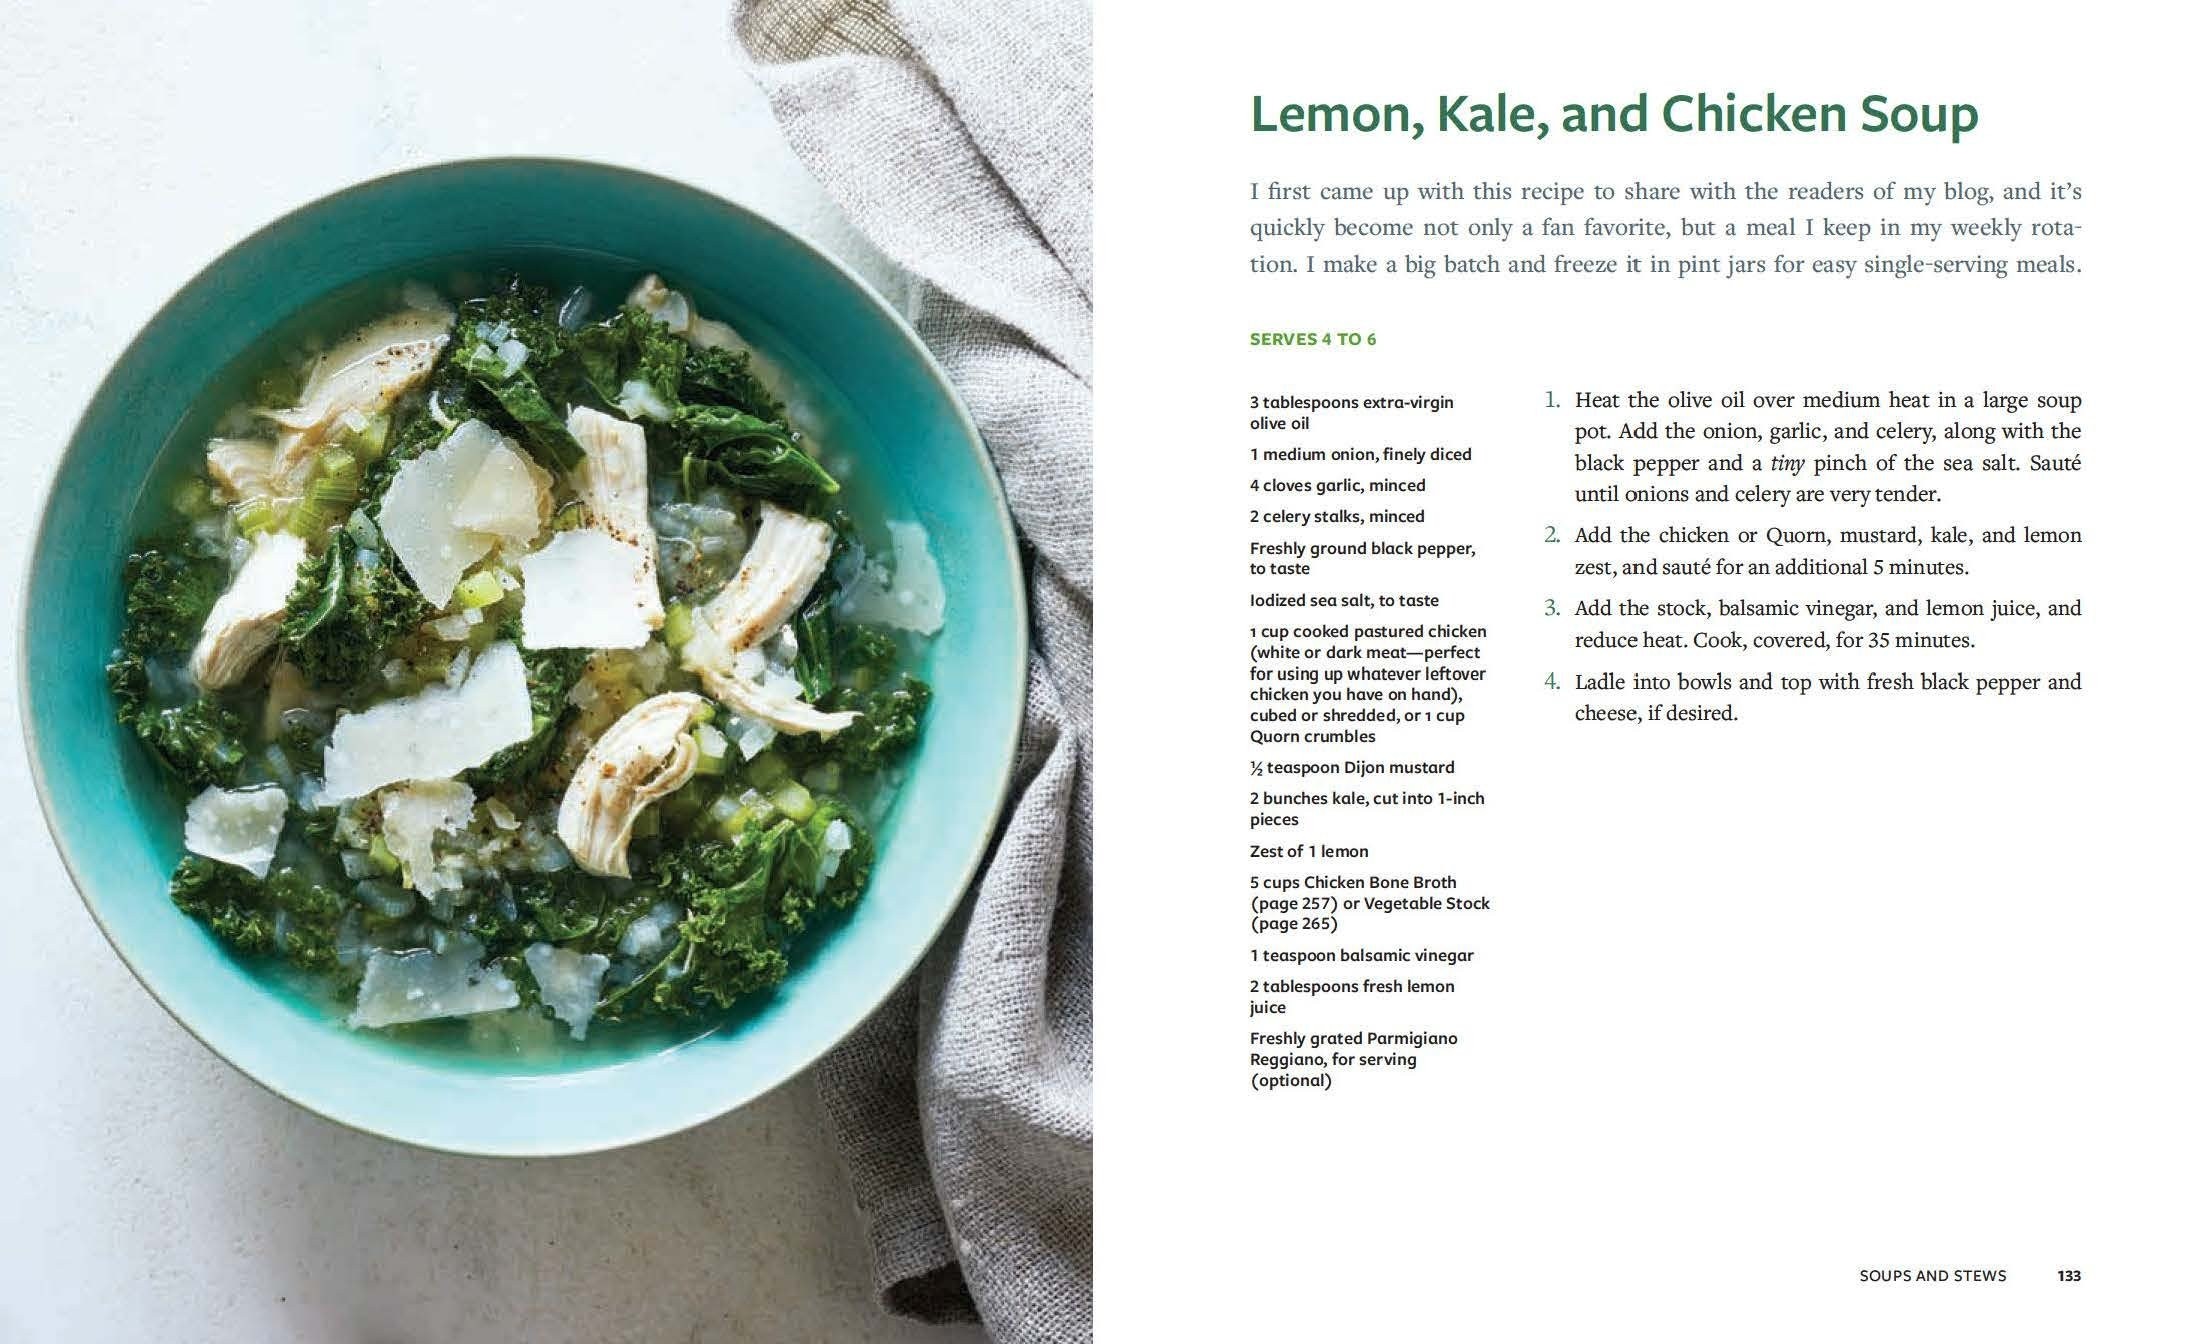 Lemon, Kale, and Chicken Soup
I first came up with this recipe to share with the readers of my blog, and it’s
quickly become not only a fan favorite, but a meal I keep in my weekly rota-
tion. I make a big batch and freeze it in pint jars for easy single-serving meals.
SERVES 4 TO 6
3 tablespoons extra-virgin
olive oil
1 medium onion, finely diced
4 cloves garlic, minced
2 celery stalks, minced
Freshly ground black pepper,
to taste
Iodized sea salt, to taste
1 cup cooked pastured chicken
(white or dark meat—perfect
for using up whatever leftover
chicken you have on hand),
cubed or shredded, or 1 cup
Quorn crumbles
½ teaspoon Dijon mustard
2 bunches kale, cut into 1-inch
pieces
Zest of 1 lemon
5 cups Chicken Bone Broth
(page 257) or Vegetable Stock
(page 265)
1 teaspoon balsamic vinegar
2 tablespoons fresh lemon
juice
Freshly grated Parmigiano
Reggiano, for serving
(optional)
1. Heat the olive oil over medium heat in a large soup
pot. Add the onion, garlic, and celery, along with the
black pepper and a tiny pinch of the sea salt. Sauté
until onions and celery are very tender.
2. Add the chicken or Quorn, mustard, kale, and lemon
zest, and sauté for an additional 5 minutes.
3. Add the stock, balsamic vinegar, and lemon juice, and
reduce heat. Cook, covered, for 35 minutes.
4. Ladle into bowls and top with fresh black pepper and
cheese, if desired.
SOUPS AND STEWS 133